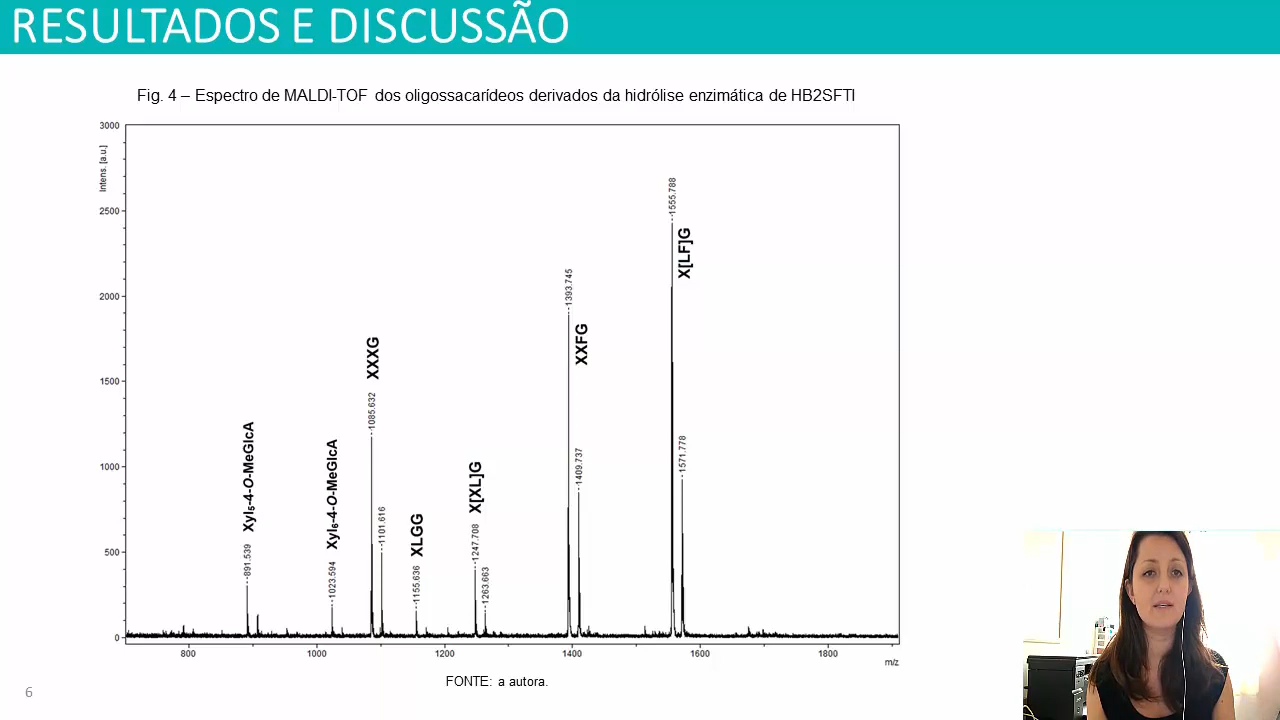 RESULTADOS E DISCUSSÃO
Fig. 4 – Espectro de MALDI-TOF dos oligossacarídeos derivados da hidrólise enzimática de HB2SFTI
Intens. [a.u.]
3000
2500
2000
1500
1000
500
0
891.539
Xyl₅-4-O-MeGlcA
1023.594
Xyl₆-4-O-MeGlcA
1085.632
XXXG
1101.616
1155.636
XLGG
1247.708
X[XL]G
1263.663
1393.745
XXFG
1409.737
1555.788
X[LF]G
1571.778
800
1000
1200
1400
1600
1800
m/z
FONTE: a autora.
6